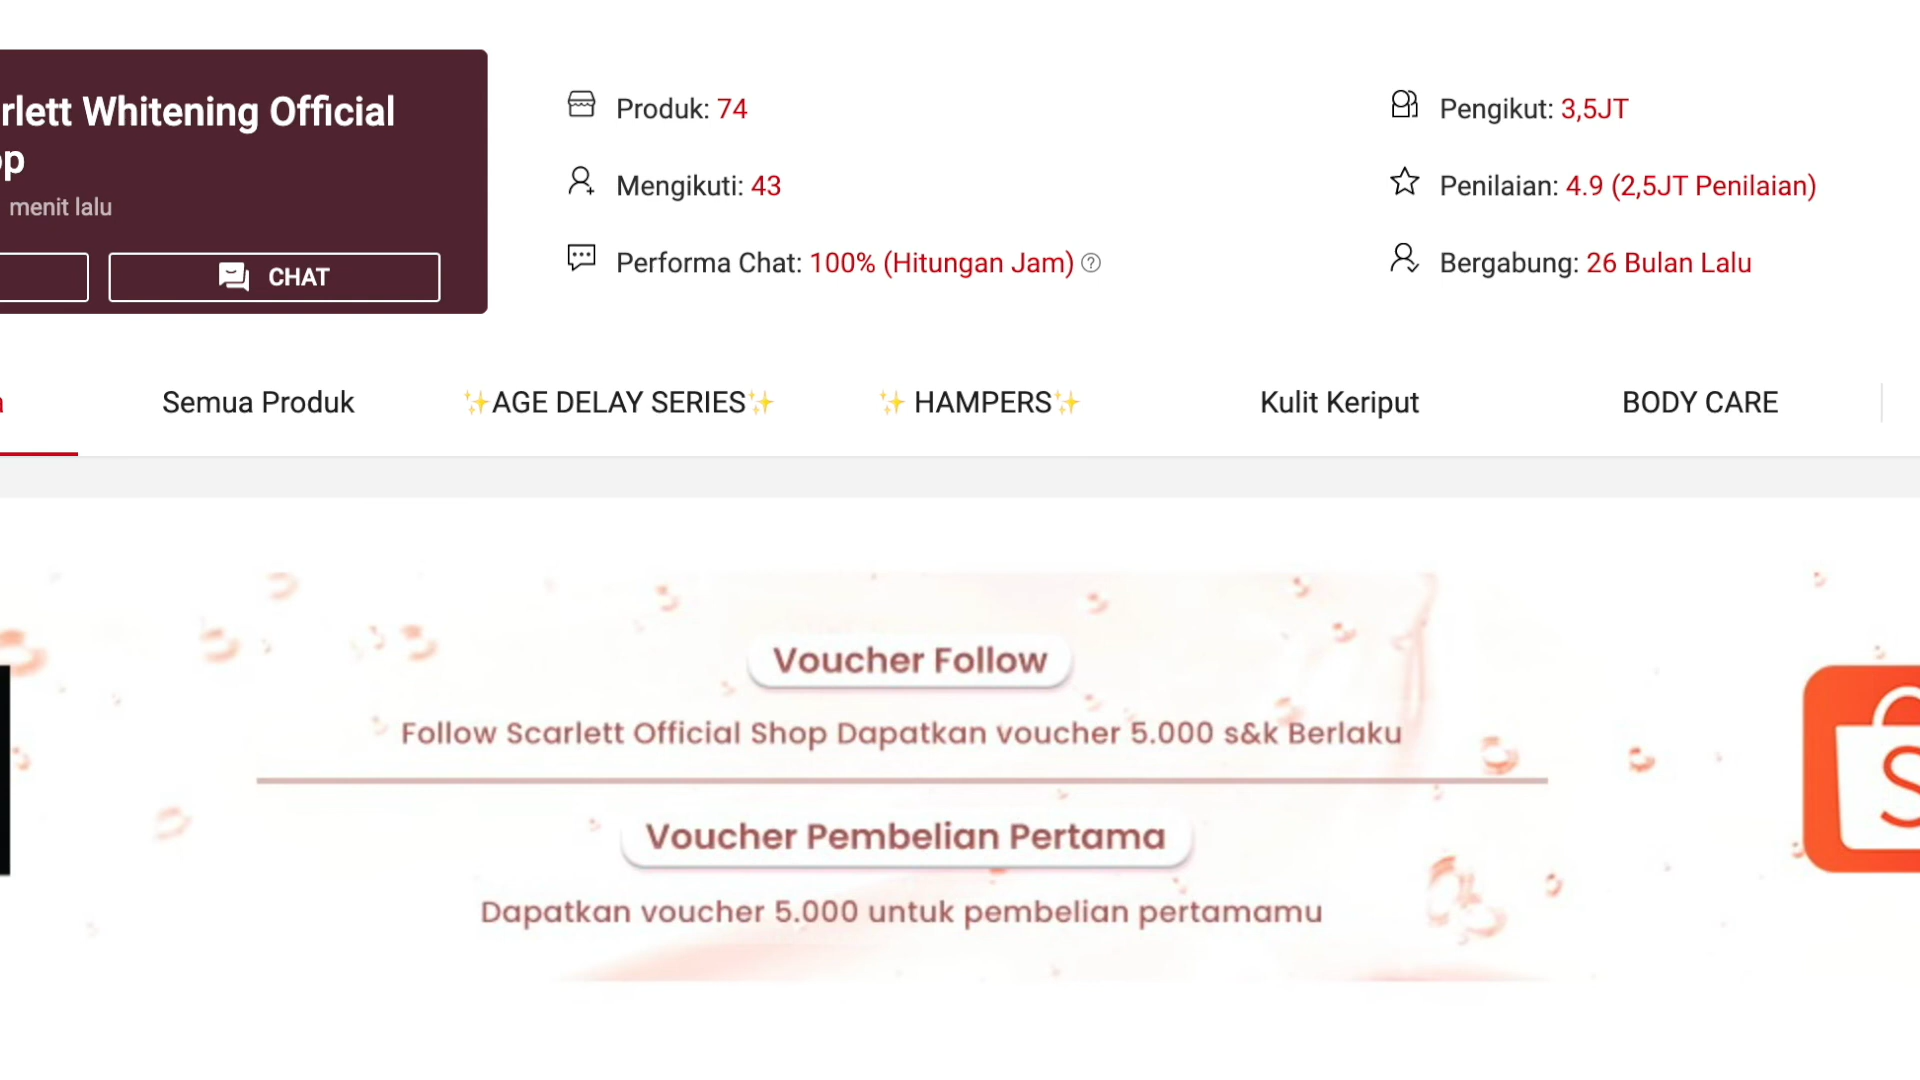 rlett Whitening Official
op
menit lalu
CHAT
Produk: 74
Mengikuti: 43
Performa Chat: 100% (Hitungan Jam)
Pengikut: 3,5JT
Penilaian: 4.9 (2,5JT Penilaian)
Bergabung: 26 Bulan Lalu
Semua Produk
✨AGE DELAY SERIES✨
✨ HAMPERS✨
Kulit Keriput
BODY CARE
Voucher Follow
Follow Scarlett Official Shop Dapatkan voucher 5.000 s&k Berlaku
Voucher Pembelian Pertama
Dapatkan voucher 5.000 untuk pembelian pertamamu